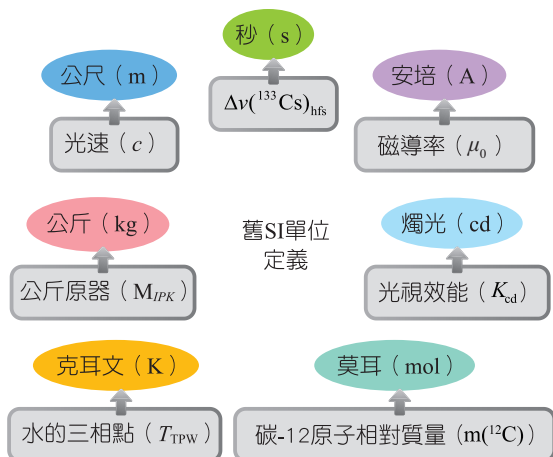 秒（s）
Δν(¹³³Cs)hfs
公尺（m）
光速（c）
安培（A）
磁導率（μ₀）
公斤（kg）
公斤原器（M_IPK）
舊SI單位
定義
燭光（cd）
光視效能（K_cd）
克耳文（K）
水的三相點（T_TPW）
莫耳（mol）
碳-12原子相對質量（m(¹²C)）